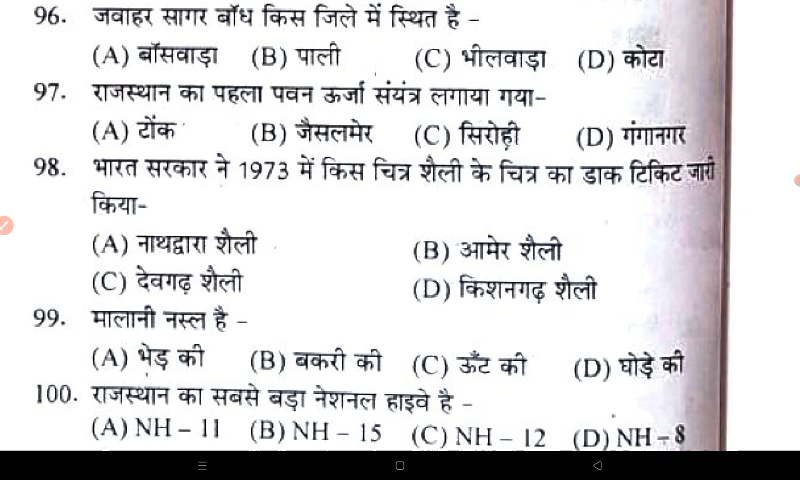 96. जवाहर सागर बाँध किस जिले में स्थित है -
(A) बाँसवाड़ा (B) पाली (C) भीलवाड़ा (D) कोटा
97. राजस्थान का पहला पवन ऊर्जा संयंत्र लगाया गया-
(A) टोंक (B) जैसलमेर (C) सिरोही (D) गंगानगर
98. भारत सरकार ने 1973 में किस चित्र शैली के चित्र का डाक टिकिट जारी
किया-
(A) नाथद्वारा शैली (B) आमेर शैली
(C) देवगढ़ शैली (D) किशनगढ़ शैली
99. मालानी नस्ल है -
(A) भेड़ की (B) बकरी की (C) ऊँट की (D) घोड़े की
100. राजस्थान का सबसे बड़ा नेशनल हाइवे है -
(A) NH - 11 (B) NH - 15 (C) NH - 12 (D) NH - 8